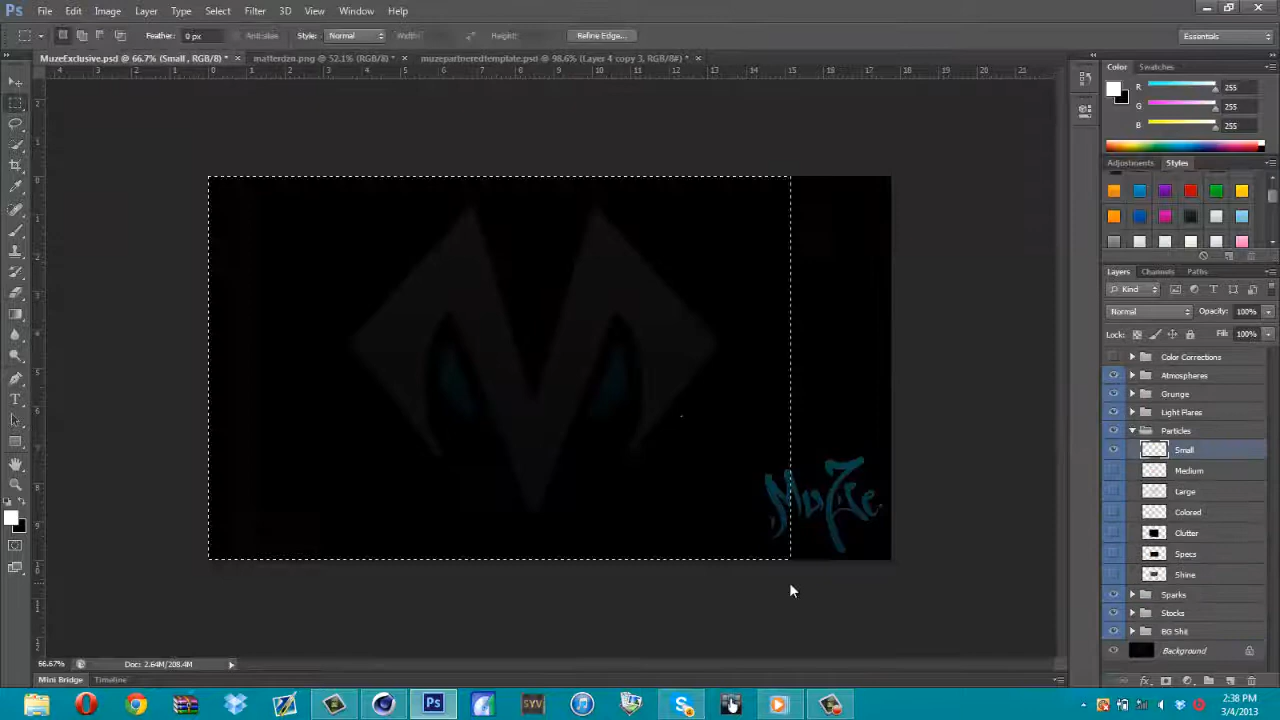 Ps File Edit Image Layer Type Select Filter 3D View Window Help
Feather: 0 px Anti-alias Style: Normal Width: Height: Refine Edge... Essentials
MuzeExclusive.psd @ 66.7% (Small , RGB/8) * × matterdzn.png @ 52.1% (RGB/8) * × muzepartneredtemplate.psd @ 98.6% (Layer 4 copy 3, RGB/8#) * ×
Color Swatches
R 255
G 255
B 255
Adjustments Styles
Layers Channels Paths
Kind
Normal Opacity: 100%
Lock: Fill: 100%
Color Corrections
Atmospheres
Grunge
Light Flares
Particles
Small
Medium
Large
Colored
Clutter
Specs
Shine
Sparks
Stocks
BG Shit
Background
MuZe
66.67% Doc: 2.64M/208.4M
Mini Bridge Timeline
SYV
2:38 PM
3/4/2013